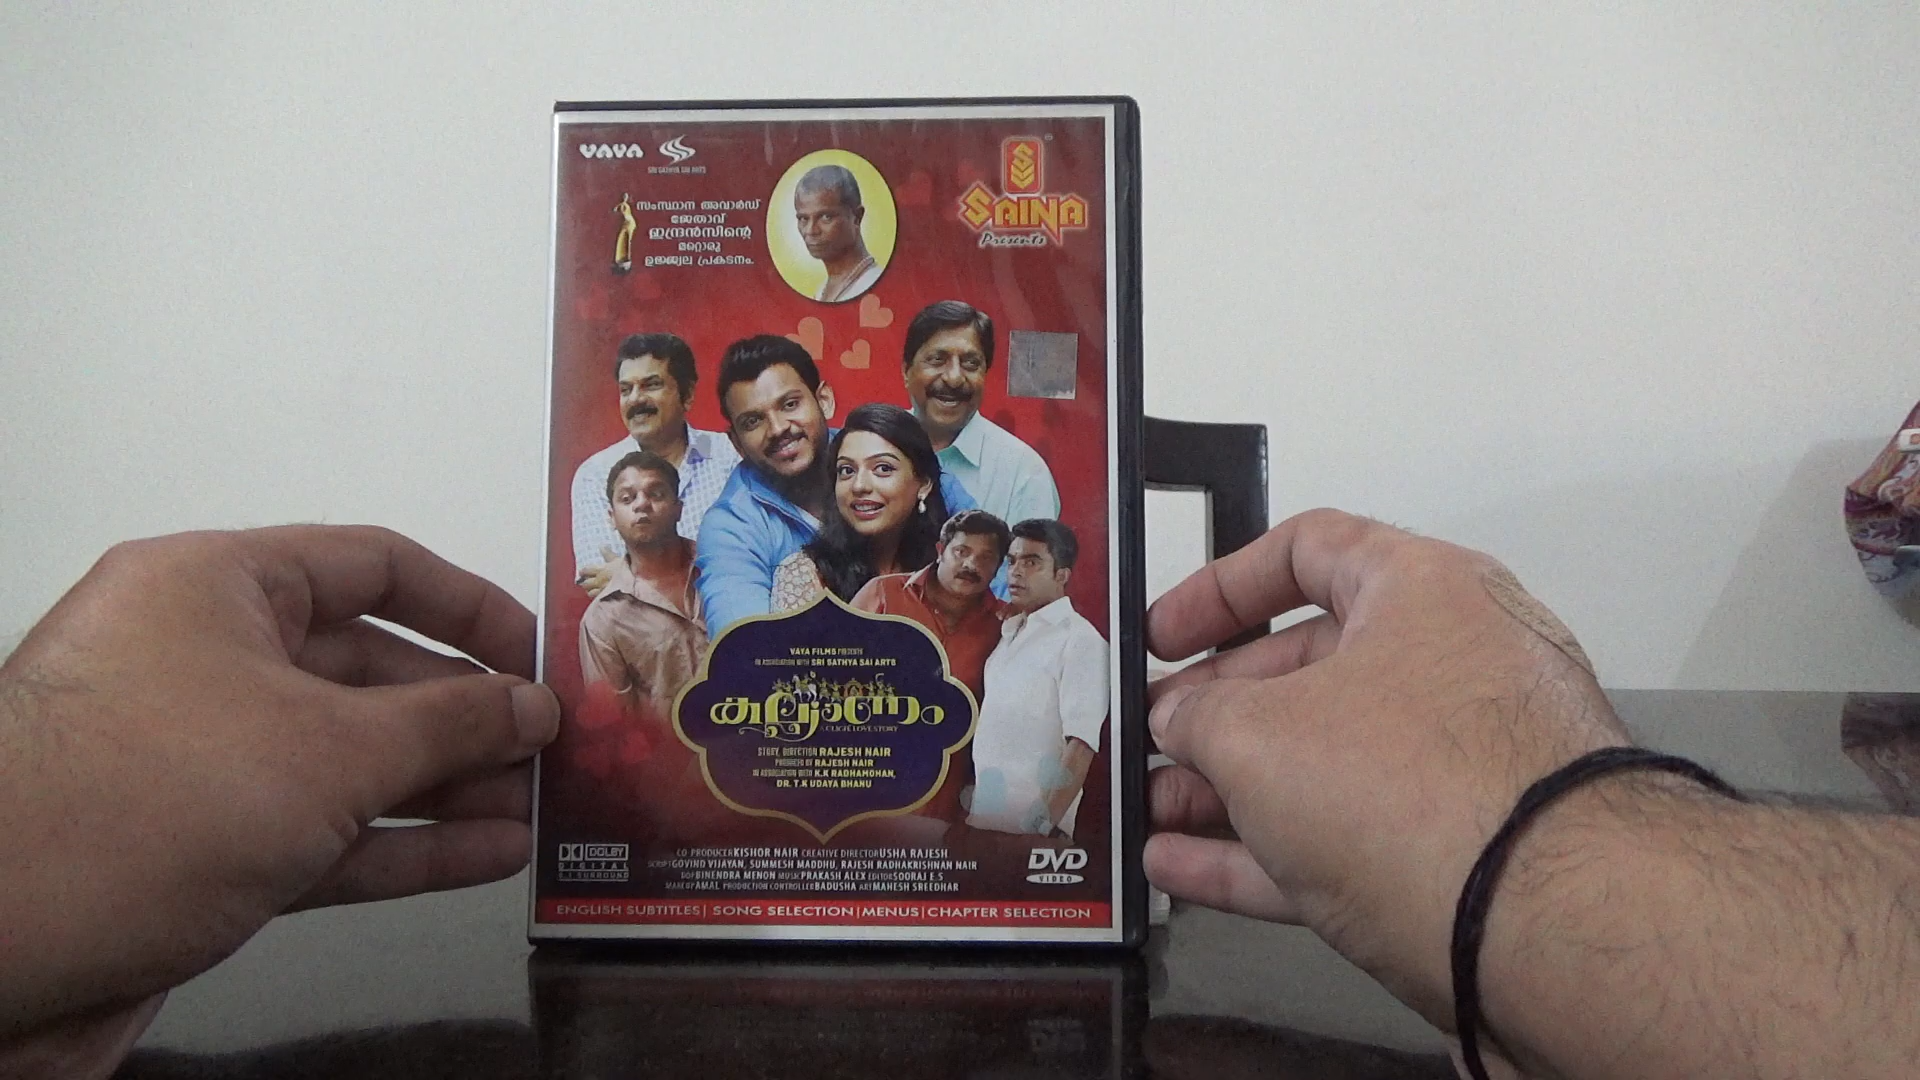 VAVA
SRI SATHYA SAI ARTS
സംസ്ഥാന അവാർഡ്
ജേതാവ്
ഇന്ദ്രൻസിന്റെ
മറ്റൊരു
ഉജ്ജ്വല പ്രകടനം.
SAINA
Presents
VAYA FILMS PRESENTS
IN ASSOCIATION WITH SRI SATHYA SAI ARTS
കല്ല്യാണം
A CLICHÉ LOVE STORY
STORY, DIRECTION RAJESH NAIR
PRODUCED BY RAJESH NAIR
IN ASSOCIATION WITH K.K RADHAMOHAN,
DR. T.K UDAYA BHANU
CO PRODUCER KISHOR NAIR CREATIVE DIRECTOR USHA RAJESH
SCRIPT GOVIND VIJAYAN, SUMMESH MADDHU, RAJESH RADHAKRISHNAN NAIR
DOP BINENDRA MENON MUSIC PRAKASH ALEX EDITOR SOORAJ E.S
MAKEUP AMAL PRODUCTION CONTROLLER BADUSHA ART MAHESH SREEDHAR
DOLBY
DIGITAL
5.1 SURROUND
DVD
VIDEO
ENGLISH SUBTITLES| SONG SELECTION|MENUS|CHAPTER SELECTION